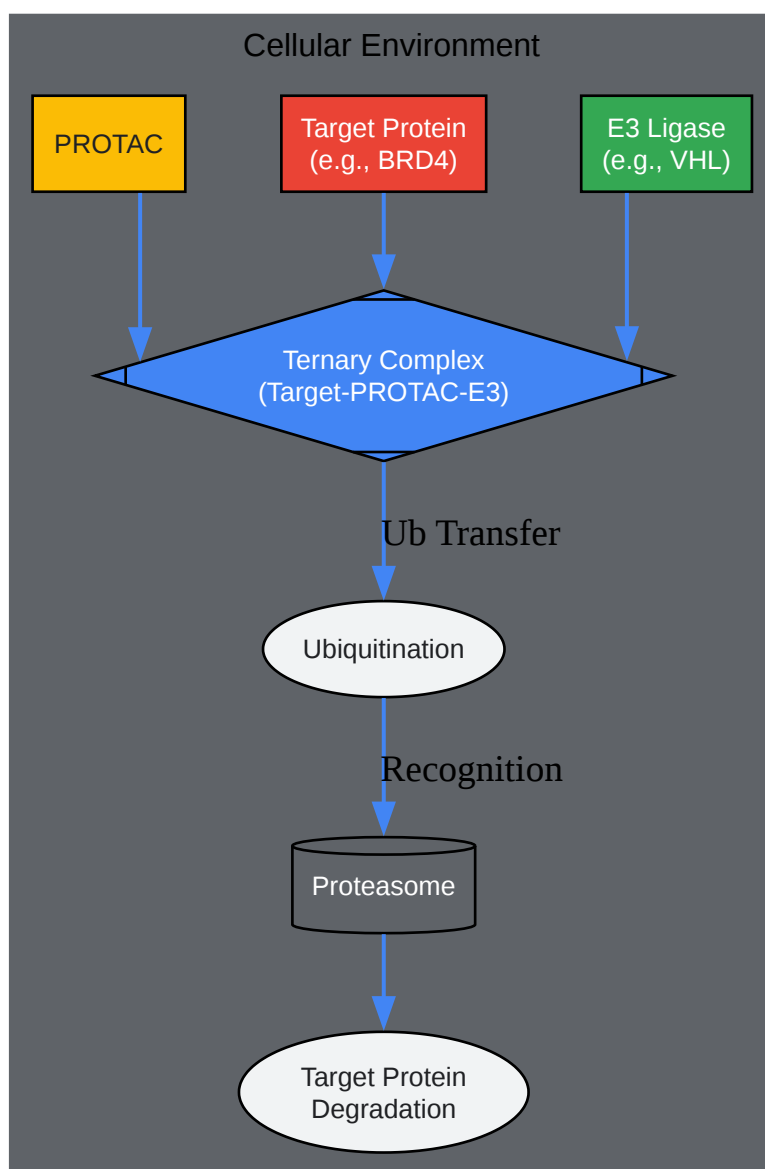 Cellular Environment
PROTAC
Target Protein
(e.g., BRD4)
E3 Ligase
(e.g., VHL)
Ternary Complex
(Target-PROTAC-E3)
Ub Transfer
Ubiquitination
Recognition
Proteasome
Target Protein
Degradation